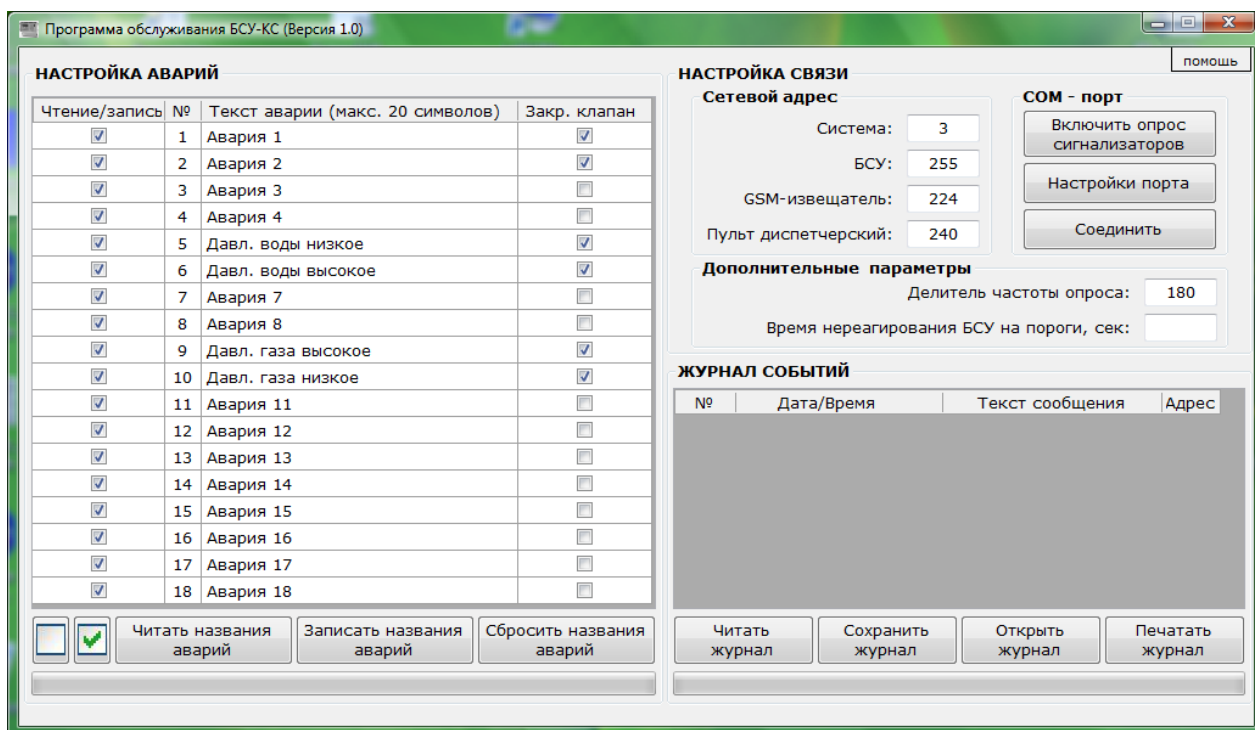 Программа обслуживания БСУ-КС (Версия 1.0)
помошь
НАСТРОЙКА АВАРИЙ
Чтение/запись № Текст аварии (макс. 20 символов) Закр. клапан
1 Авария 1
2 Авария 2
3 Авария 3
4 Авария 4
5 Давл. воды низкое
6 Давл. воды высокое
7 Авария 7
8 Авария 8
9 Давл. газа высокое
10 Давл. газа низкое
11 Авария 11
12 Авария 12
13 Авария 13
14 Авария 14
15 Авария 15
16 Авария 16
17 Авария 17
18 Авария 18
Читать названия
аварий
Записать названия
аварий
Сбросить названия
аварий
НАСТРОЙКА СВЯЗИ
Сетевой адрес
Система: 3
БСУ: 255
GSM-извещатель: 224
Пульт диспетчерский: 240
COM - порт
Включить опрос
сигнализаторов
Настройки порта
Соединить
Дополнительные параметры
Делитель частоты опроса: 180
Время нереагирования БСУ на пороги, сек:
ЖУРНАЛ СОБЫТИЙ
№ Дата/Время Текст сообщения Адрес
Читать
журнал
Сохранить
журнал
Открыть
журнал
Печатать
журнал